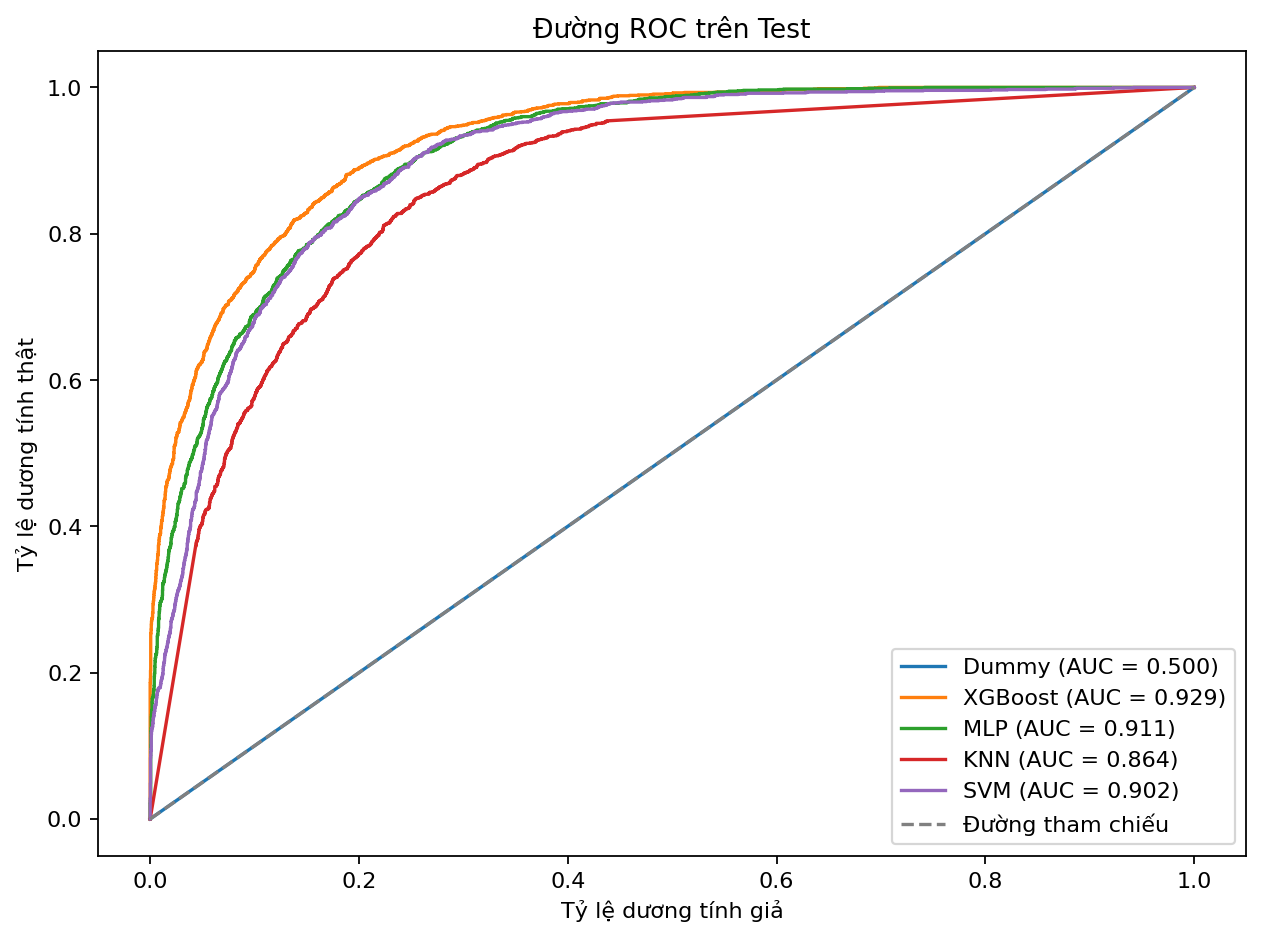 Đường ROC trên Test
Tỷ lệ dương tính thật
1.0
0.8
0.6
0.4
0.2
0.0
0.0 0.2 0.4 0.6 0.8 1.0
Tỷ lệ dương tính giả
Dummy (AUC = 0.500)
XGBoost (AUC = 0.929)
MLP (AUC = 0.911)
KNN (AUC = 0.864)
SVM (AUC = 0.902)
Đường tham chiếu